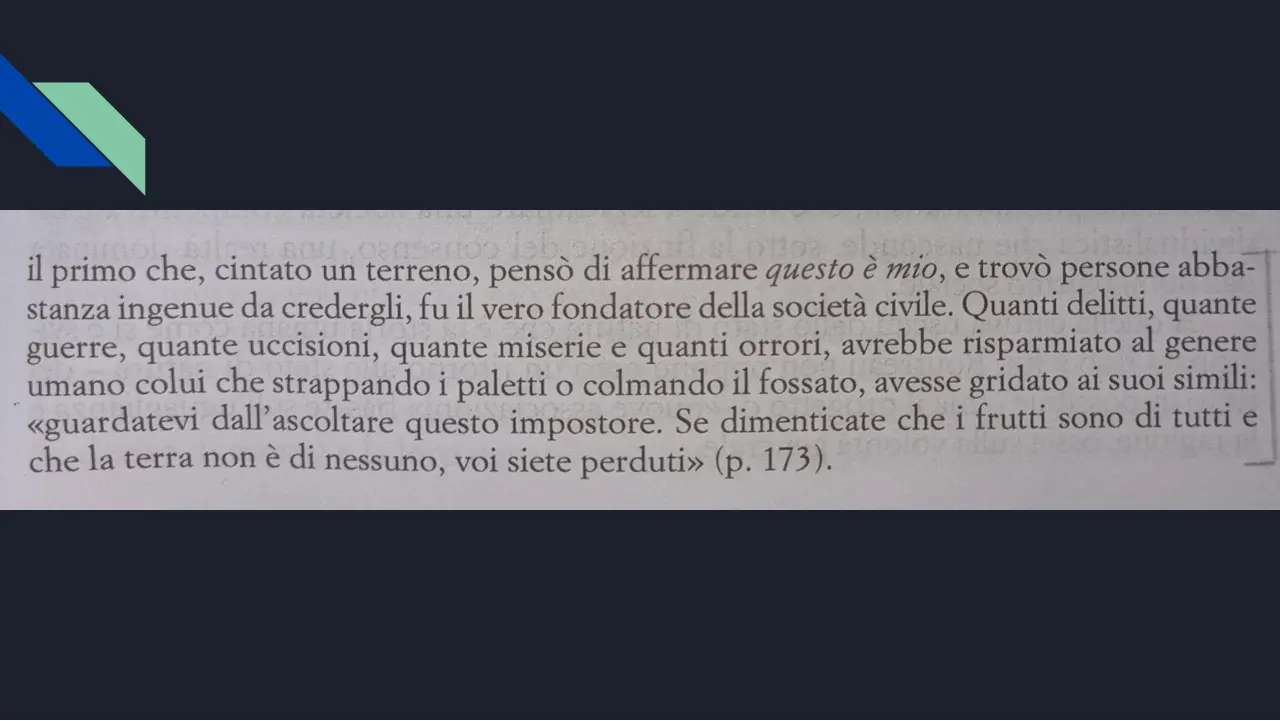 il primo che, cintato un terreno, pensò di affermare questo è mio, e trovò persone abba-
stanza ingenue da credergli, fu il vero fondatore della società civile. Quanti delitti, quante
guerre, quante uccisioni, quante miserie e quanti orrori, avrebbe risparmiato al genere
umano colui che strappando i paletti o colmando il fossato, avesse gridato ai suoi simili:
«guardatevi dall'ascoltare questo impostore. Se dimenticate che i frutti sono di tutti e
che la terra non è di nessuno, voi siete perduti» (p. 173).